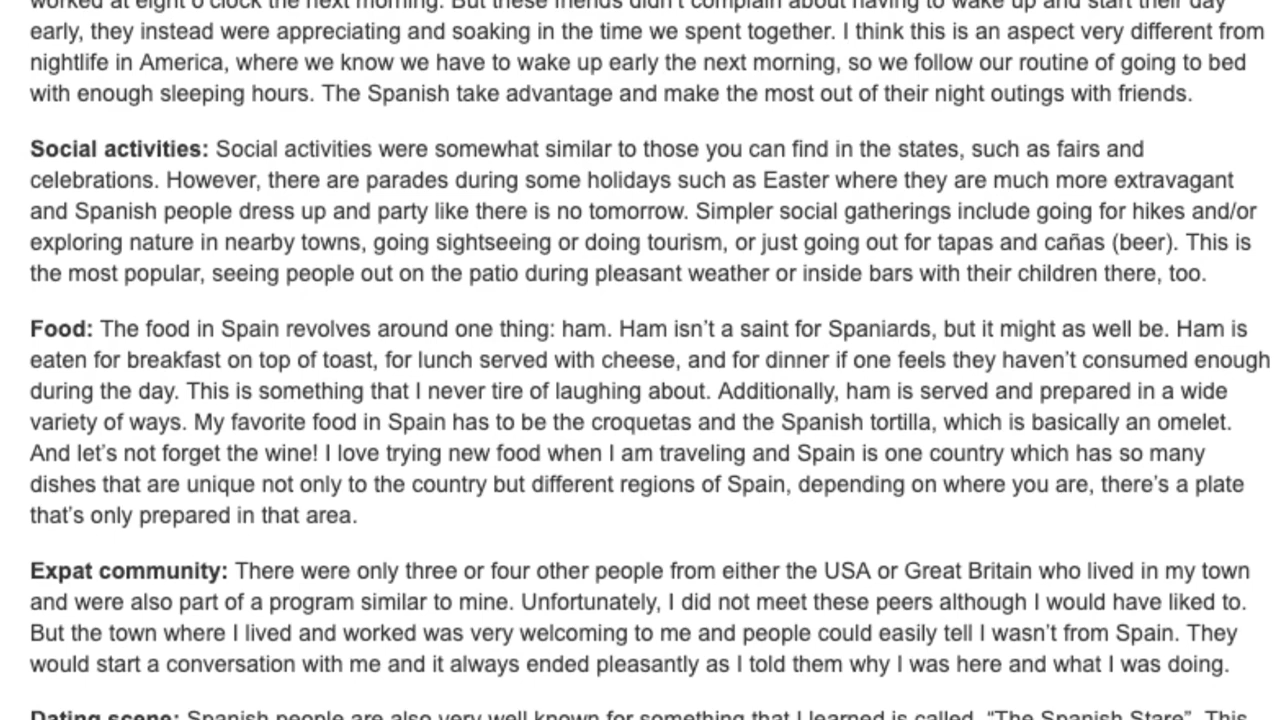 worked at eight o'clock the next morning. But these friends didn't complain about having to wake up and start their day
early, they instead were appreciating and soaking in the time we spent together. I think this is an aspect very different from
nightlife in America, where we know we have to wake up early the next morning, so we follow our routine of going to bed
with enough sleeping hours. The Spanish take advantage and make the most out of their night outings with friends.
Social activities: Social activities were somewhat similar to those you can find in the states, such as fairs and
celebrations. However, there are parades during some holidays such as Easter where they are much more extravagant
and Spanish people dress up and party like there is no tomorrow. Simpler social gatherings include going for hikes and/or
exploring nature in nearby towns, going sightseeing or doing tourism, or just going out for tapas and cañas (beer). This is
the most popular, seeing people out on the patio during pleasant weather or inside bars with their children there, too.
Food: The food in Spain revolves around one thing: ham. Ham isn’t a saint for Spaniards, but it might as well be. Ham is
eaten for breakfast on top of toast, for lunch served with cheese, and for dinner if one feels they haven’t consumed enough
during the day. This is something that I never tire of laughing about. Additionally, ham is served and prepared in a wide
variety of ways. My favorite food in Spain has to be the croquetas and the Spanish tortilla, which is basically an omelet.
And let’s not forget the wine! I love trying new food when I am traveling and Spain is one country which has so many
dishes that are unique not only to the country but different regions of Spain, depending on where you are, there’s a plate
that’s only prepared in that area.
Expat community: There were only three or four other people from either the USA or Great Britain who lived in my town
and were also part of a program similar to mine. Unfortunately, I did not meet these peers although I would have liked to.
But the town where I lived and worked was very welcoming to me and people could easily tell I wasn’t from Spain. They
would start a conversation with me and it always ended pleasantly as I told them why I was here and what I was doing.
Dating scene: Spanish people are also very well known for something that I learned is called, “The Spanish Stare”. This